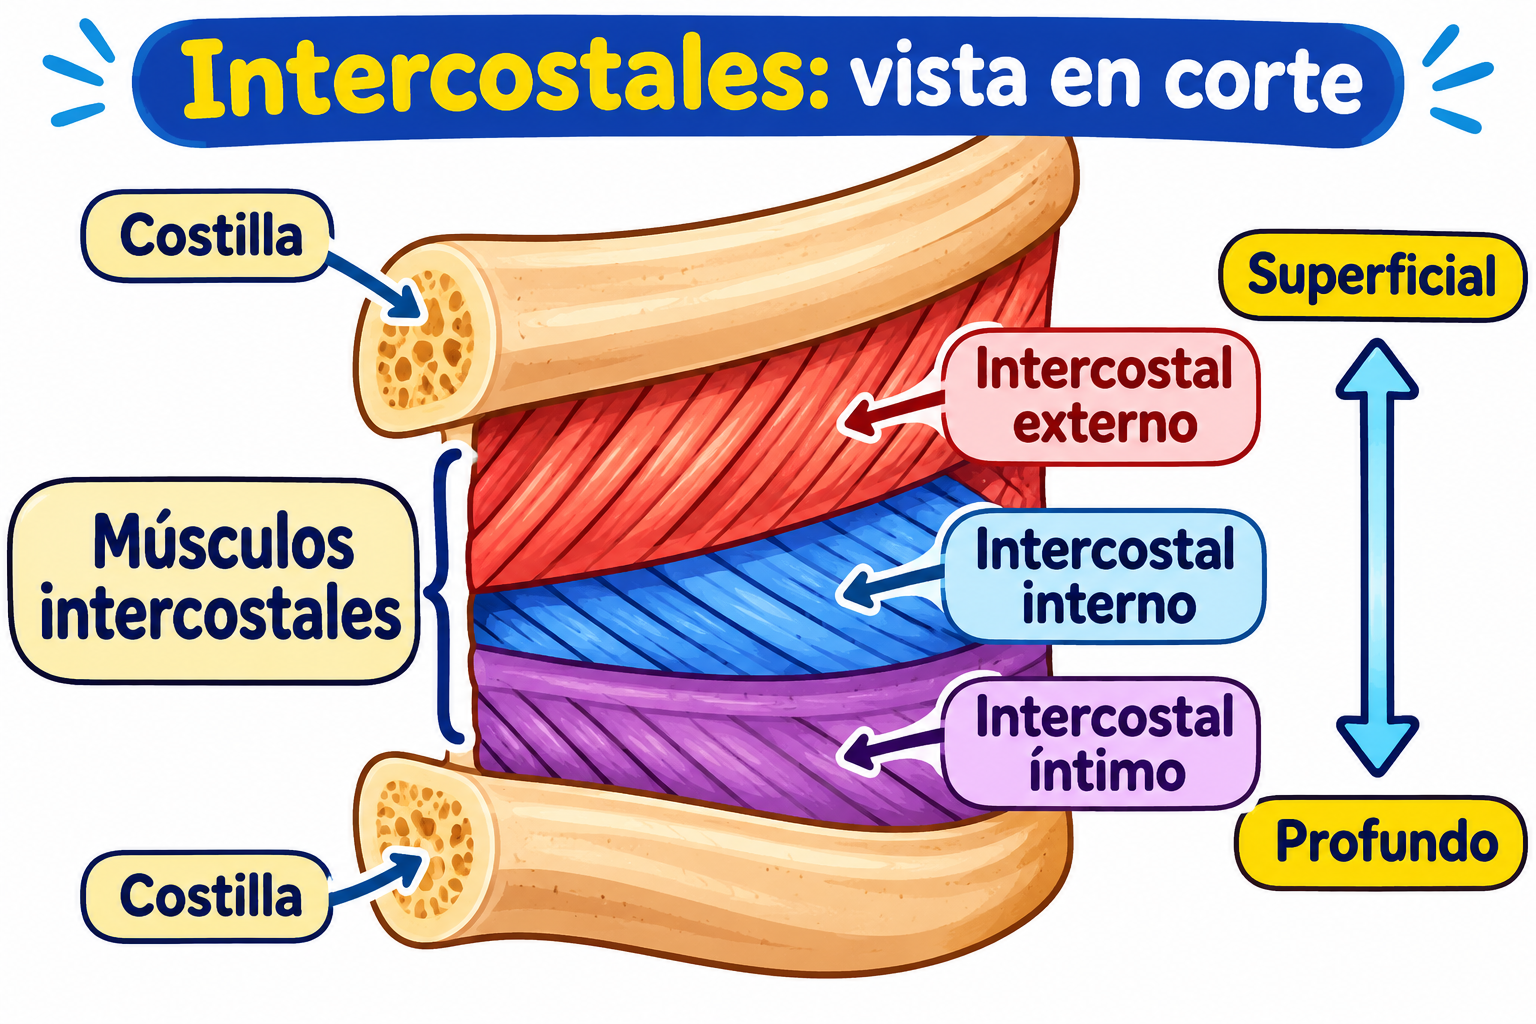 Intercostales: vista en corte
Costilla
Superficial
Intercostal
externo
Músculos
intercostales
Intercostal
interno
Intercostal
íntimo
Profundo
Costilla